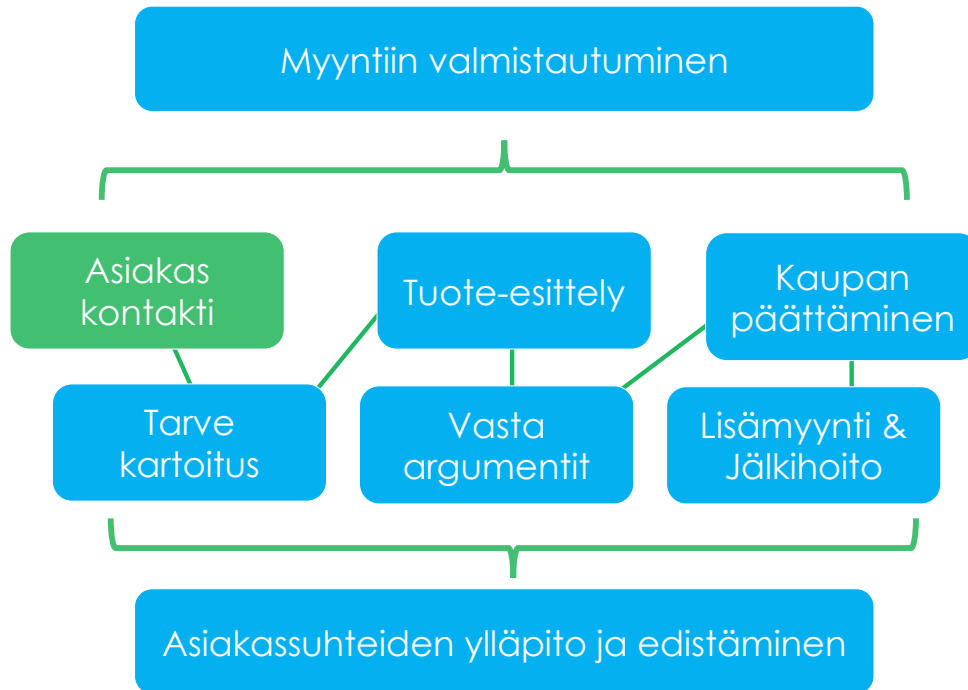 Myyntiin valmistautuminen
Asiakas
kontakti
Tuote-esittely
Kaupan
päättäminen
Tarve
kartoitus
Vasta
argumentit
Lisämyynti &
Jälkihoito
Asiakassuhteiden ylläpito ja edistäminen